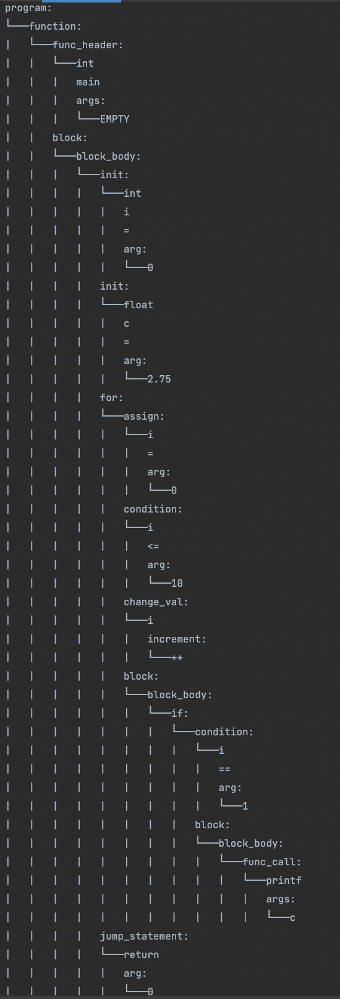 program:
└───function:
|   └───func_header:
|   |   └───int
|   |   |   main
|   |   |   args:
|   |   |   └───EMPTY
|   |   block:
|   |   └───block_body:
|   |   |   └───init:
|   |   |   |   └───int
|   |   |   |   |   i
|   |   |   |   |   =
|   |   |   |   |   arg:
|   |   |   |   |   └───0
|   |   |   |   init:
|   |   |   |   └───float
|   |   |   |   |   c
|   |   |   |   |   =
|   |   |   |   |   arg:
|   |   |   |   |   └───2.75
|   |   |   |   for:
|   |   |   |   └───assign:
|   |   |   |   |   └───i
|   |   |   |   |   |   =
|   |   |   |   |   |   arg:
|   |   |   |   |   |   └───0
|   |   |   |   |   condition:
|   |   |   |   |   └───i
|   |   |   |   |   |   <=
|   |   |   |   |   |   arg:
|   |   |   |   |   |   └───10
|   |   |   |   |   change_val:
|   |   |   |   |   └───i
|   |   |   |   |   |   increment:
|   |   |   |   |   |   └───++
|   |   |   |   |   block:
|   |   |   |   |   └───block_body:
|   |   |   |   |   |   └───if:
|   |   |   |   |   |   |   └───condition:
|   |   |   |   |   |   |   |   └───i
|   |   |   |   |   |   |   |   |   ==
|   |   |   |   |   |   |   |   |   arg:
|   |   |   |   |   |   |   |   |   └───1
|   |   |   |   |   |   |   |   block:
|   |   |   |   |   |   |   |   └───block_body:
|   |   |   |   |   |   |   |   |   └───func_call:
|   |   |   |   |   |   |   |   |   |   └───printf
|   |   |   |   |   |   |   |   |   |   |   args:
|   |   |   |   |   |   |   |   |   |   |   └───c
|   |   |   |   jump_statement:
|   |   |   |   └───return
|   |   |   |   |   arg:
|   |   |   |   |   └───0